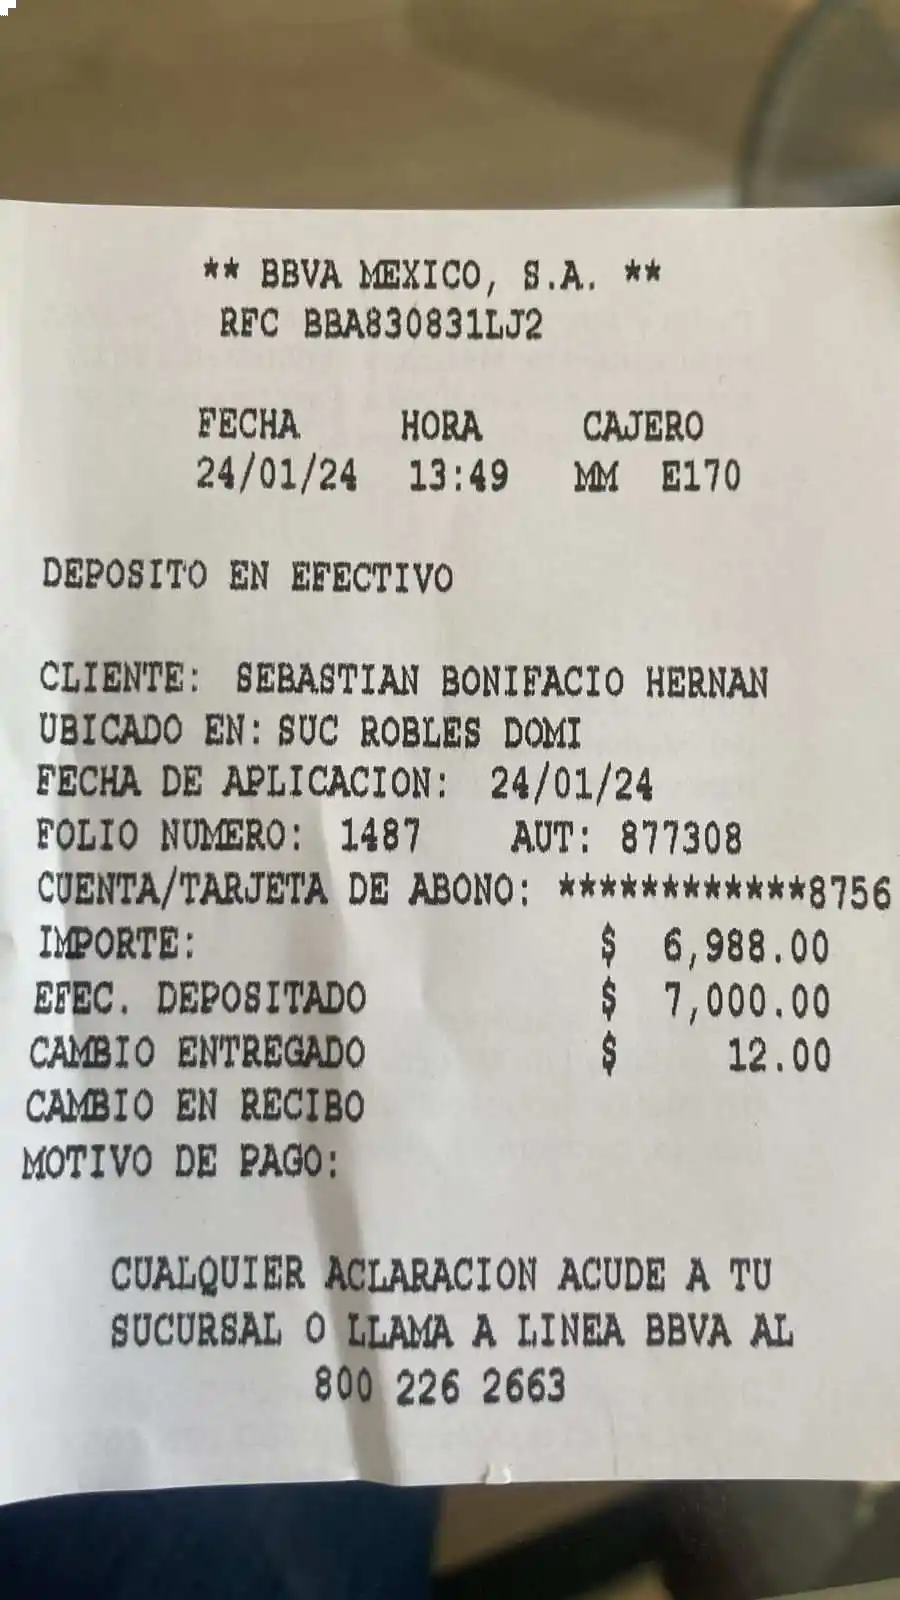 ** BBVA MEXICO, S.A. **
RFC BBA830831LJ2
FECHA HORA CAJERO
24/01/24 13:49 MM E170
DEPOSITO EN EFECTIVO
CLIENTE: SEBASTIAN BONIFACIO HERNAN
UBICADO EN: SUC ROBLES DOMI
FECHA DE APLICACION: 24/01/24
FOLIO NUMERO: 1487 AUT: 877308
CUENTA/TARJETA DE ABONO: ************8756
IMPORTE: $ 6,988.00
EFEC. DEPOSITADO $ 7,000.00
CAMBIO ENTREGADO $ 12.00
CAMBIO EN RECIBO
MOTIVO DE PAGO:
CUALQUIER ACLARACION ACUDE A TU
SUCURSAL O LLAMA A LINEA BBVA AL
800 226 2663